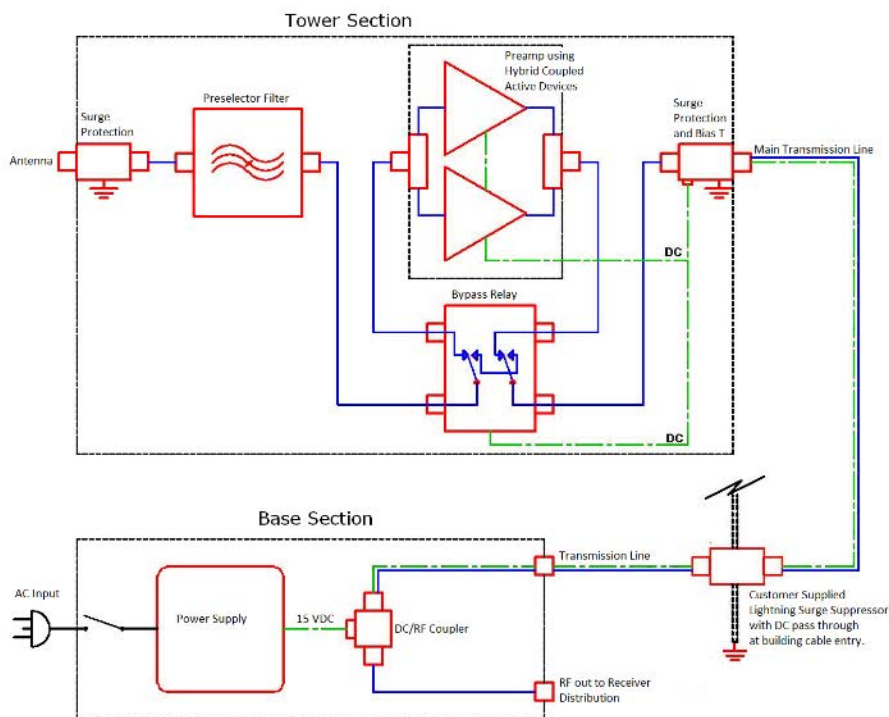 Tower Section
Preamp using
Hybrid Coupled
Active Devices
Preselector Filter
Surge
Protection
Surge
Protection
and Bias T
Antenna
Main Transmission Line
DC
Bypass Relay
DC
Base Section
Transmission Line
AC Input
Power Supply
15 VDC
DC/RF Coupler
Customer Supplied
Lightning Surge Suppressor
with DC pass through
at building cable entry.
RF out to Receiver
Distribution